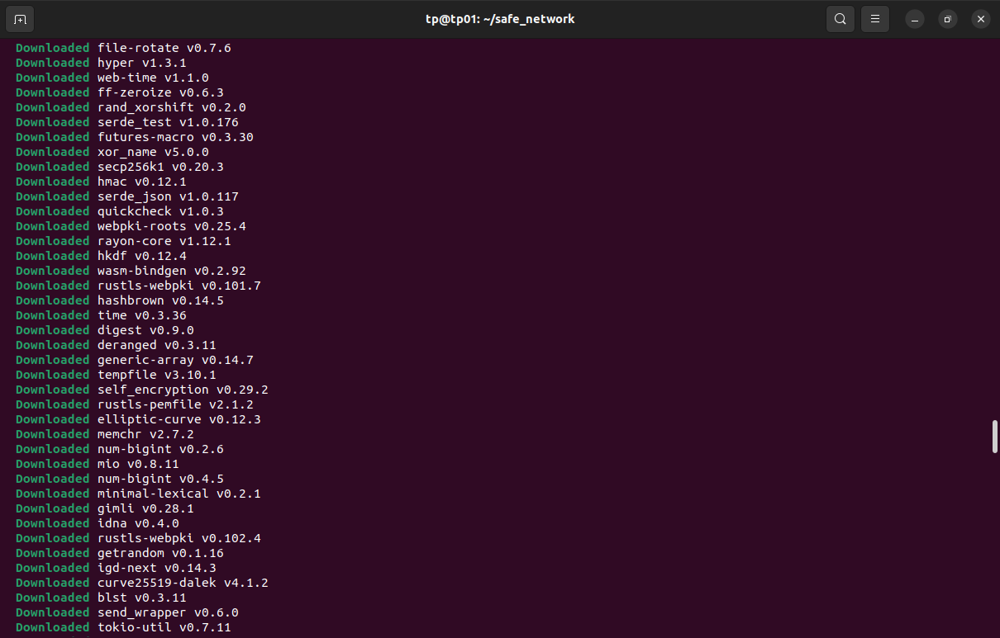 tp@tp01: ~/safe_network
Downloaded file-rotate v0.7.6
Downloaded hyper v1.3.1
Downloaded web-time v1.1.0
Downloaded ff-zeroize v0.6.3
Downloaded rand_xorshift v0.2.0
Downloaded serde_test v1.0.176
Downloaded futures-macro v0.3.30
Downloaded xor_name v5.0.0
Downloaded secp256k1 v0.20.3
Downloaded hmac v0.12.1
Downloaded serde_json v1.0.117
Downloaded quickcheck v1.0.3
Downloaded webpki-roots v0.25.4
Downloaded rayon-core v1.12.1
Downloaded hkdf v0.12.4
Downloaded wasm-bindgen v0.2.92
Downloaded rustls-webpki v0.101.7
Downloaded hashbrown v0.14.5
Downloaded time v0.3.36
Downloaded digest v0.9.0
Downloaded deranged v0.3.11
Downloaded generic-array v0.14.7
Downloaded tempfile v3.10.1
Downloaded self_encryption v0.29.2
Downloaded rustls-pemfile v2.1.2
Downloaded elliptic-curve v0.12.3
Downloaded memchr v2.7.2
Downloaded num-bigint v0.2.6
Downloaded mio v0.8.11
Downloaded num-bigint v0.4.5
Downloaded minimal-lexical v0.2.1
Downloaded gimli v0.28.1
Downloaded idna v0.4.0
Downloaded rustls-webpki v0.102.4
Downloaded getrandom v0.1.16
Downloaded igd-next v0.14.3
Downloaded curve25519-dalek v4.1.2
Downloaded blst v0.3.11
Downloaded send_wrapper v0.6.0
Downloaded tokio-util v0.7.11